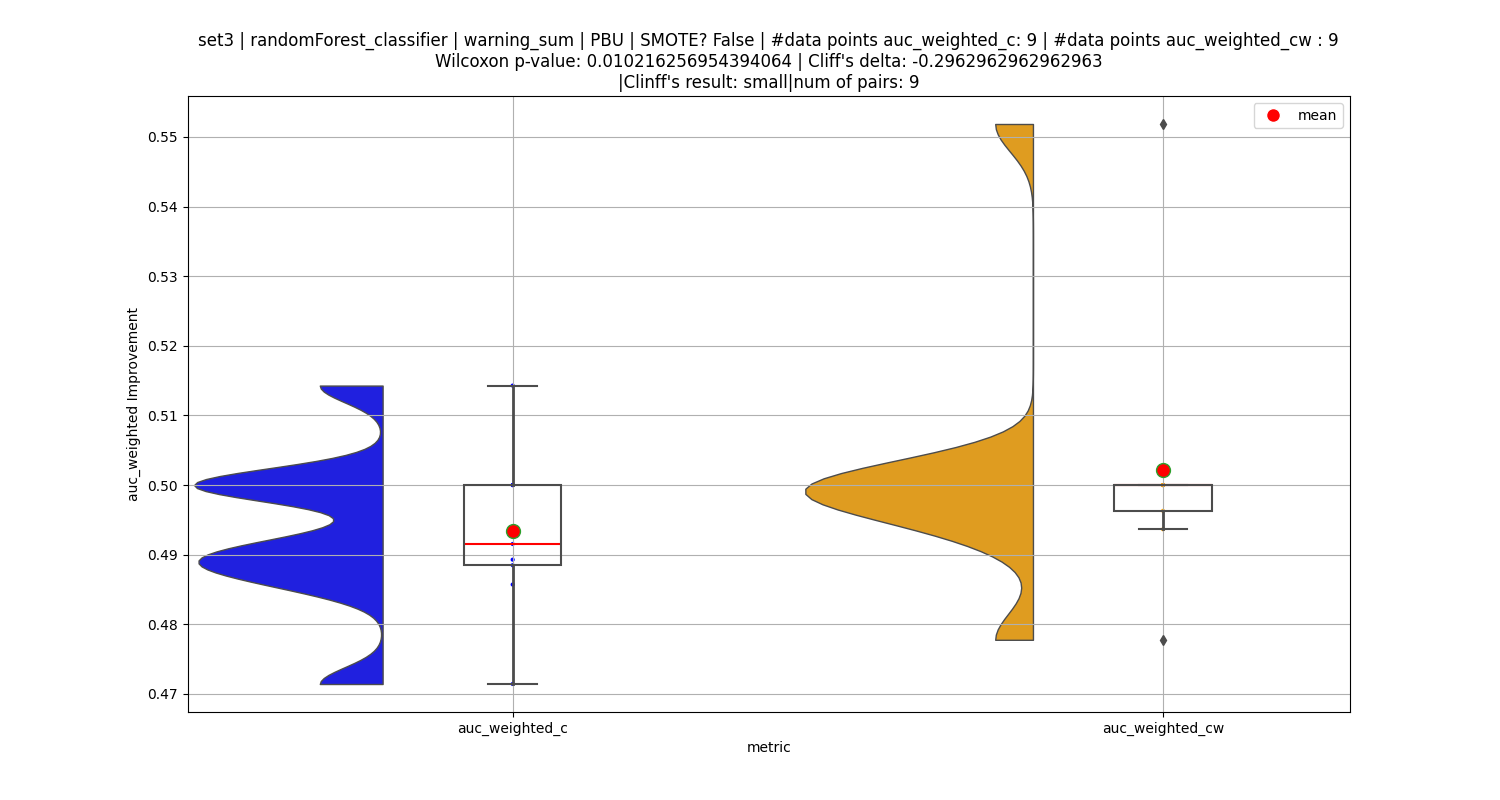 set3 | randomForest_classifier | warning_sum | PBU | SMOTE? False | #data points auc_weighted_c: 9 | #data points auc_weighted_cw : 9
Wilcoxon p-value: 0.010216256954394064 | Cliff's delta: -0.2962962962962963
|Clinff's result: small|num of pairs: 9
mean
0.55
0.54
0.53
0.52
0.51
0.50
0.49
0.48
0.47
auc_weighted Improvement
auc_weighted_c
auc_weighted_cw
metric